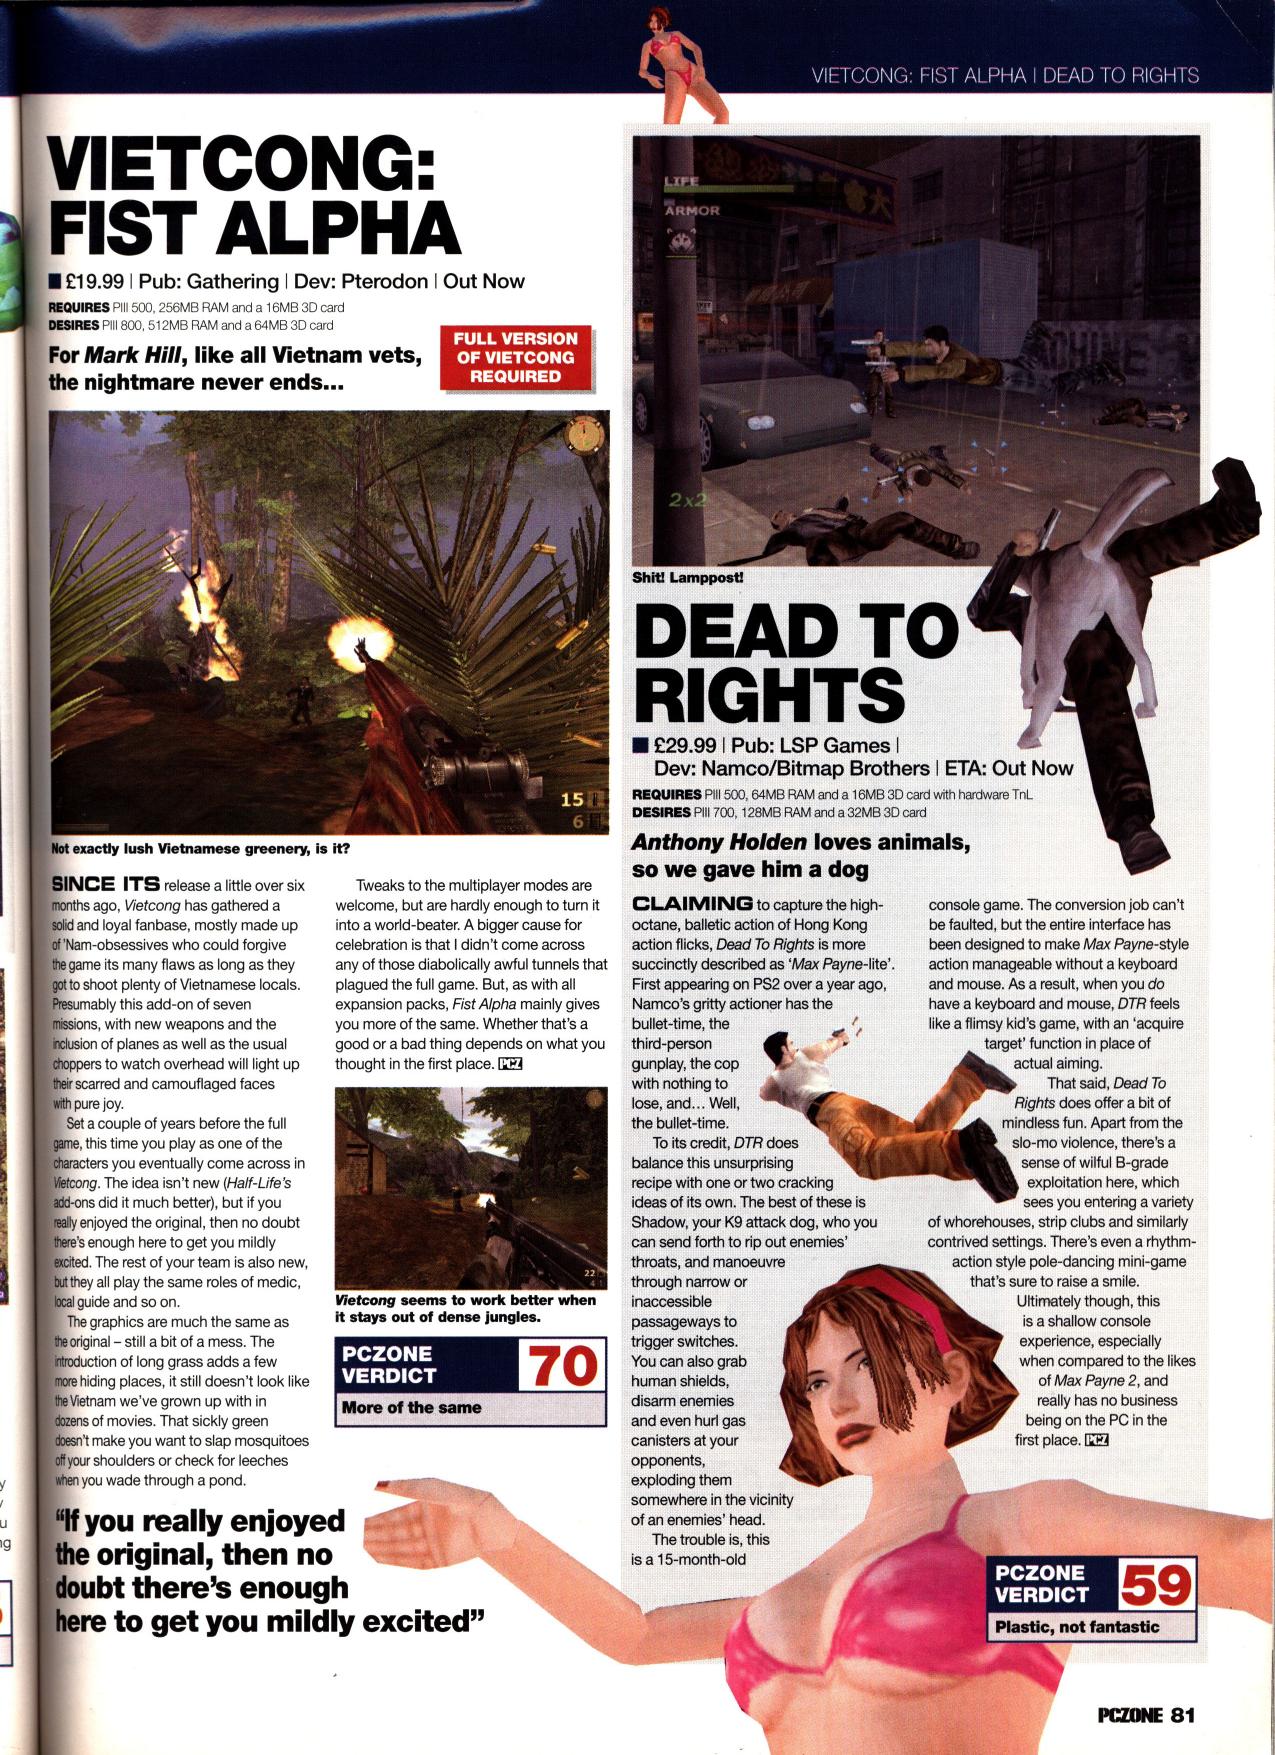 VIETCONG: FIST ALPHA | DEAD TO RIGHTS
VIETCONG:
FIST ALPHA
£19.99 | Pub: Gathering | Dev: Pterodon | Out Now
REQUIRES PIII 500, 256MB RAM and a 16MB 3D card
DESIRES PIII 800, 512MB RAM and a 64MB 3D card
For Mark Hill, like all Vietnam vets,
the nightmare never ends...
FULL VERSION
OF VIETCONG
REQUIRED
15
6
Not exactly lush Vietnamese greenery, is it?
SINCE ITS release a little over six
months ago, Vietcong has gathered a
solid and loyal fanbase, mostly made up
of 'Nam-obsessives who could forgive
the game its many flaws as long as they
got to shoot plenty of Vietnamese locals.
Presumably this add-on of seven
missions, with new weapons and the
inclusion of planes as well as the usual
choppers to watch overhead will light up
their scarred and camouflaged faces
with pure joy.
Set a couple of years before the full
game, this time you play as one of the
characters you eventually come across in
Vietcong. The idea isn't new (Half-Life's
add-ons did it much better), but if you
really enjoyed the original, then no doubt
there's enough here to get you mildly
excited. The rest of your team is also new,
but they all play the same roles of medic,
local guide and so on.
The graphics are much the same as
the original – still a bit of a mess. The
introduction of long grass adds a few
more hiding places, it still doesn't look like
the Vietnam we've grown up with in
dozens of movies. That sickly green
doesn't make you want to slap mosquitoes
off your shoulders or check for leeches
when you wade through a pond.
Tweaks to the multiplayer modes are
welcome, but are hardly enough to turn it
into a world-beater. A bigger cause for
celebration is that I didn't come across
any of those diabolically awful tunnels that
plagued the full game. But, as with all
expansion packs, Fist Alpha mainly gives
you more of the same. Whether that's a
good or a bad thing depends on what you
thought in the first place. PCZ
22
4
Vietcong seems to work better when
it stays out of dense jungles.
PCZONE
VERDICT
70
More of the same
"If you really enjoyed
the original, then no
doubt there's enough
here to get you mildly excited"
LIFE
ARMOR
2x2
Shit! Lamppost!
DEAD TO
RIGHTS
£29.99 | Pub: LSP Games |
Dev: Namco/Bitmap Brothers | ETA: Out Now
REQUIRES PIII 500, 64MB RAM and a 16MB 3D card with hardware TnL
DESIRES PIII 700, 128MB RAM and a 32MB 3D card
Anthony Holden loves animals,
so we gave him a dog
CLAIMING to capture the high-
octane, balletic action of Hong Kong
action flicks, Dead To Rights is more
succinctly described as 'Max Payne-lite'.
First appearing on PS2 over a year ago,
Namco's gritty actioner has the
bullet-time, the
third-person
gunplay, the cop
with nothing to
lose, and... Well,
the bullet-time.
To its credit, DTR does
balance this unsurprising
recipe with one or two cracking
ideas of its own. The best of these is
Shadow, your K9 attack dog, who you
can send forth to rip out enemies'
throats, and manoeuvre
through narrow or
inaccessible
passageways to
trigger switches.
You can also grab
human shields,
disarm enemies
and even hurl gas
canisters at your
opponents,
exploding them
somewhere in the vicinity
of an enemies' head.
The trouble is, this
is a 15-month-old
console game. The conversion job can't
be faulted, but the entire interface has
been designed to make Max Payne-style
action manageable without a keyboard
and mouse. As a result, when you do
have a keyboard and mouse, DTR feels
like a flimsy kid's game, with an 'acquire
target' function in place of
actual aiming.
That said, Dead To
Rights does offer a bit of
mindless fun. Apart from the
slo-mo violence, there's a
sense of wilful B-grade
exploitation here, which
sees you entering a variety
of whorehouses, strip clubs and similarly
contrived settings. There's even a rhythm-
action style pole-dancing mini-game
that's sure to raise a smile.
Ultimately though, this
is a shallow console
experience, especially
when compared to the likes
of Max Payne 2, and
really has no business
being on the PC in the
first place. PCZ
PCZONE
VERDICT
59
Plastic, not fantastic
PCZONE 81